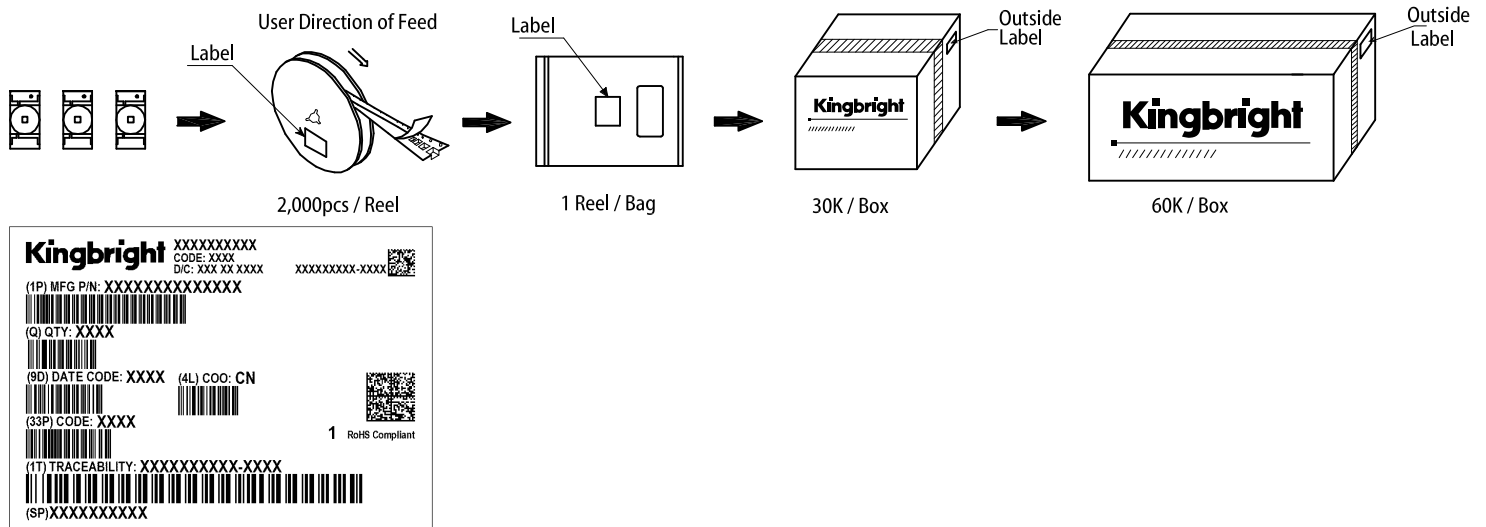 User Direction of Feed
Label
Label
Outside
Label
Outside
Label
Kingbright
Kingbright
2,000pcs / Reel
1 Reel / Bag
30K / Box
60K / Box
Kingbright
XXXXXXXXXX
CODE: XXXX
D/C: XXX XX XXXX
XXXXXXXXX-XXXX
(1P) MFG P/N: XXXXXXXXXXXXXX
(Q) QTY: XXXX
(9D) DATE CODE: XXXX (4L) COO: CN
(33P) CODE: XXXX
1 RoHS Compliant
(1T) TRACEABILITY: XXXXXXXXXX-XXXX
(SP)XXXXXXXXXX